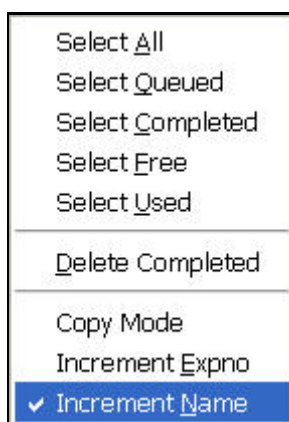 Select All
Select Queued
Select Completed
Select Free
Select Used
Delete Completed
Copy Mode
Increment Expno
Increment Name